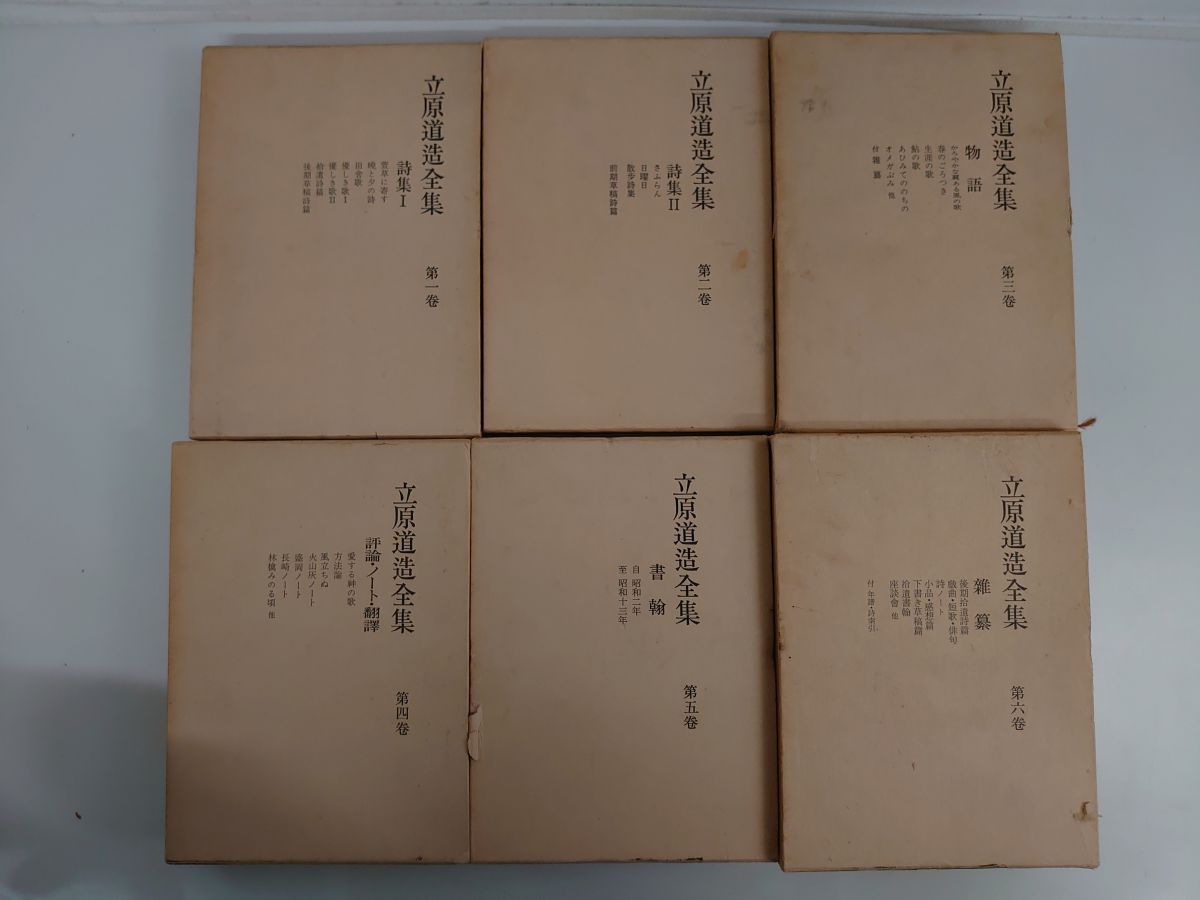 立原道造全集
詩集I
萱草に寄す
曉と夕の詩
田舎歌
優しき歌I
優しき歌II
拾遺詩篇
後期草稿詩篇
第一卷
立原道造全集
詩集II
さふらん
日曜日
散歩詩集
前期草稿詩篇
第二卷
立原道造全集
物語
かろやかな翼ある風の歌
春のごろつき
生涯の歌
鮎の歌
あひみてののちの
オメガぶみ 他
付 雜纂
第三卷
立原道造全集
評論・ノート・翻譯
愛する神の歌
方法論
風立ちぬ
火山灰ノート
盛岡ノート
長崎ノート
林檎みのる頃 他
第四卷
立原道造全集
書翰
自 昭和二年
至 昭和十三年
第五卷
立原道造全集
雜纂
後期拾遺詩篇
戯曲・短歌・俳句
詩ノート
小品・感想篇
下書き草稿篇
拾遺書翰
座談會 他
付 年譜・詩索引
第六卷